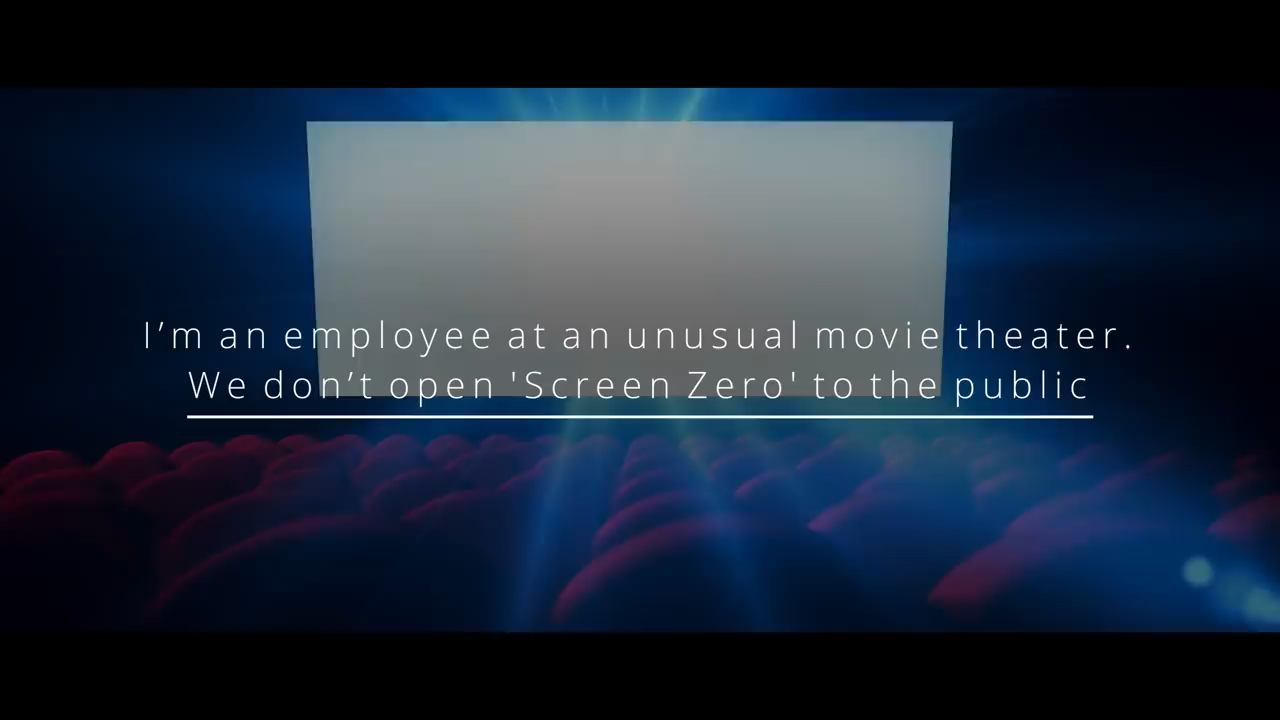 I’m an employee at an unusual movie theater.
We don’t open 'Screen Zero' to the public